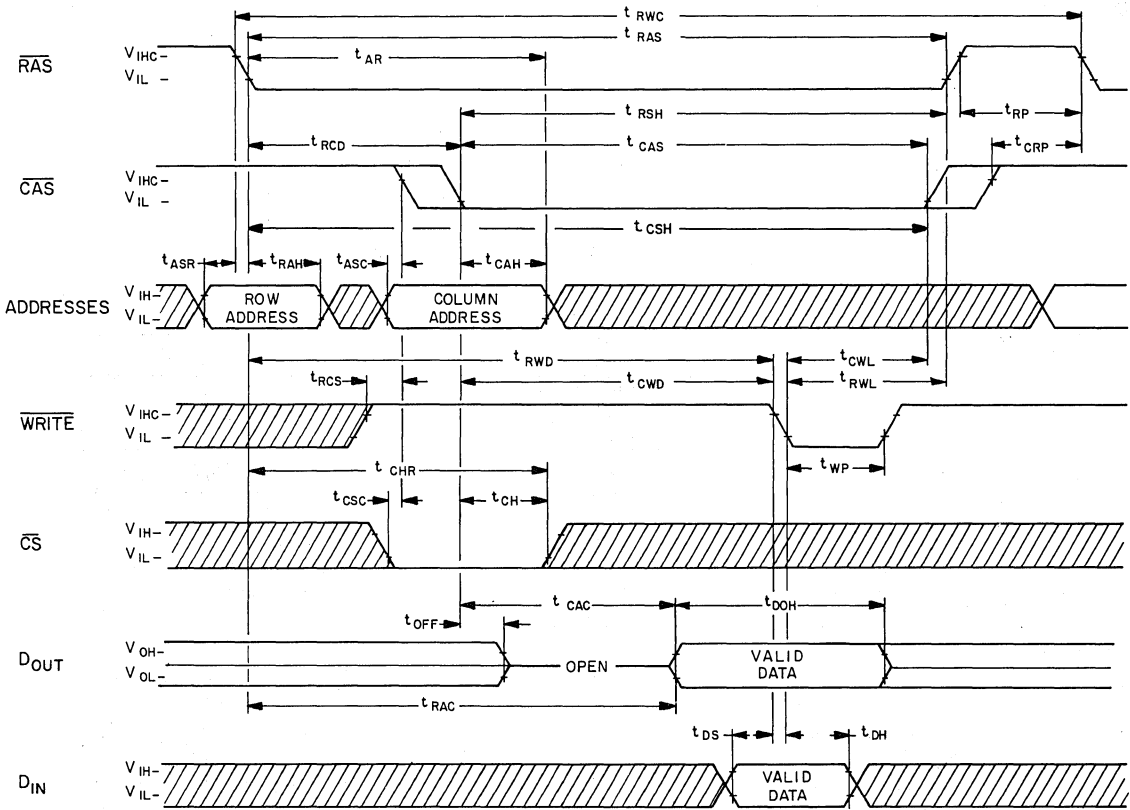 t RWC
t RAS
t AR
RAS
V IHC
V IL
t RSH
t RP
t RCD
t CAS
t CRP
CAS
V IHC
V IL
t CSH
t ASR
t RAH
t ASC
t CAH
ADDRESSES
V IH
V IL
ROW ADDRESS
COLUMN ADDRESS
t RWD
t CWL
t RCS
t CWD
t RWL
WRITE
V IHC
V IL
t CHR
t WP
t CSC
t CH
CS
V IH
V IL
t CAC
t DOH
t OFF
D OUT
V OH
V OL
OPEN
VALID DATA
t RAC
t DS
t DH
D IN
V IH
V IL
VALID DATA